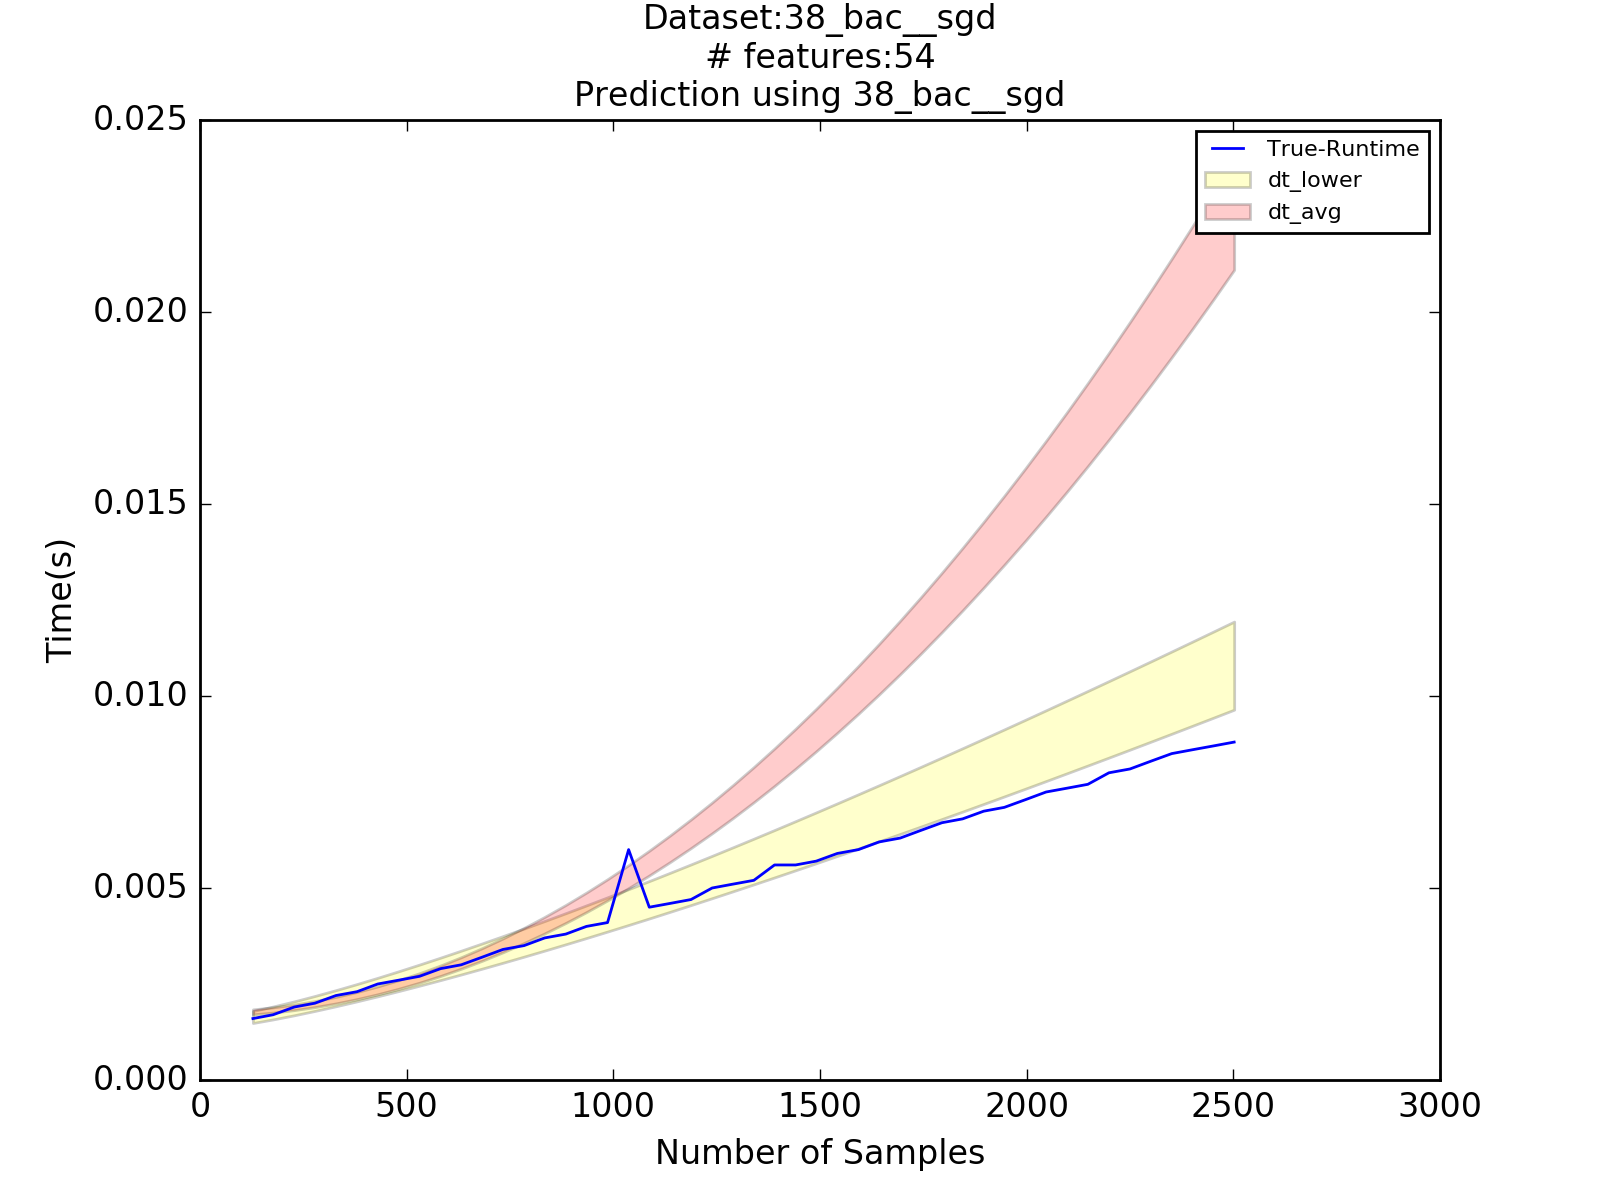 Dataset:38_bac__sgd
# features:54
Prediction using 38_bac__sgd
0.025
0.020
0.015
0.010
0.005
0.000
Time(s)
True-Runtime
dt_lower
dt_avg
0 500 1000 1500 2000 2500 3000
Number of Samples